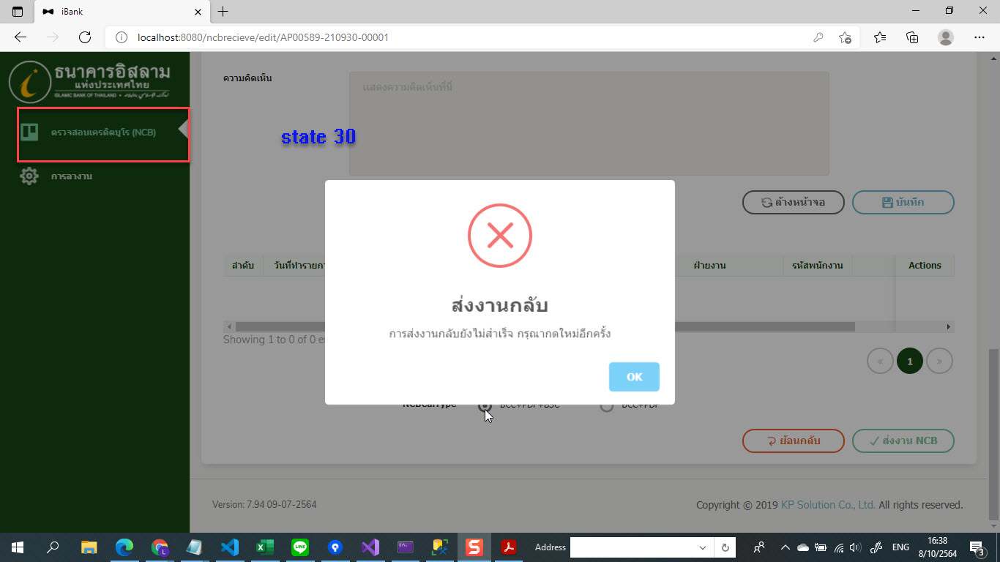 iBank
localhost:8080/ncbrecieve/edit/AP00589-210930-00001
ธนาคารอิสลาม
แห่งประเทศไทย
ISLAMIC BANK OF THAILAND
ตรวจสอบเครดิตบูโร (NCB)
การลางาน
ความคิดเห็น
แสดงความคิดเห็นที่นี่
state 30
ล้างหน้าจอ
บันทึก
ลำดับ วันที่ทำรายกา ฝ่ายงาน รหัสพนักงาน Actions
ส่งงานกลับ
การส่งงานกลับยังไม่สำเร็จ กรุณากดใหม่อีกครั้ง
OK
Showing 1 to 0 of 0 e
« 1 »
NCBCarType BCC+PDF+BSC BCC+PDF
ย้อนกลับ
ส่งงาน NCB
Version: 7.94 09-07-2564
Copyright © 2019 KP Solution Co., Ltd. All rights reserved.
Address
ENG
16:38
8/10/2564
3